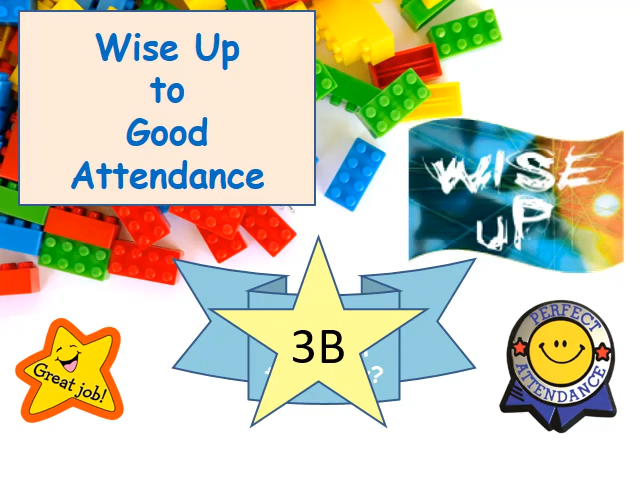 Wise Up
to
Good
Attendance
WISE
UP
3B
Great job!
PERFECT
ATTENDANCE